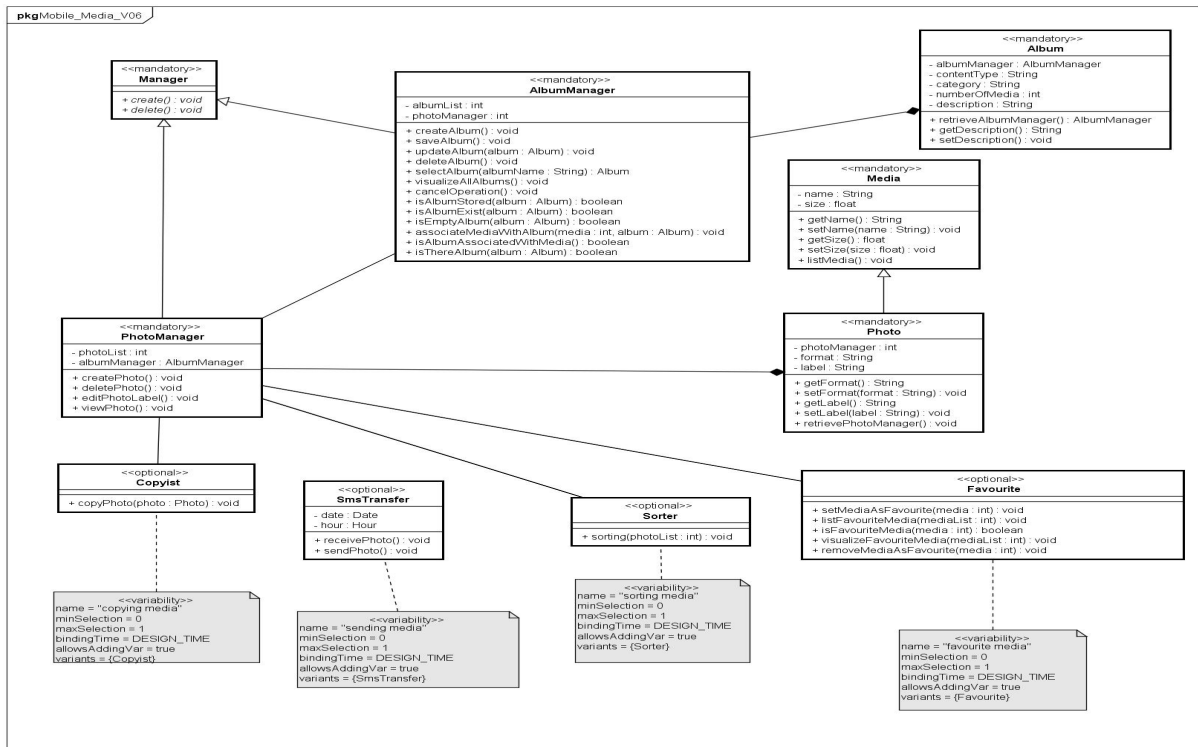 pkg Mobile_Media_V06
<<mandatory>>
Manager
+ create() : void
+ delete() : void
<<mandatory>>
AlbumManager
- albumList : int
- photoManager : int
+ createAlbum() : void
+ saveAlbum() : void
+ updateAlbum(album : Album) : void
+ deleteAlbum() : void
+ selectAlbum(albumName : String) : Album
+ visualizeAllAlbums() : void
+ cancelOperation() : void
+ isAlbumStored(album : Album) : boolean
+ isAlbumExist(album : Album) : boolean
+ isEmptyAlbum(album : Album) : boolean
+ associateMediaWithAlbum(media : int, album : Album) : void
+ isAlbumAssociatedWithMedia() : boolean
+ isThereAlbum(album : Album) : boolean
<<mandatory>>
Album
- albumManager : AlbumManager
- contentType : String
- category : String
- numberOfMedia : int
- description : String
+ retrieveAlbumManager() : AlbumManager
+ getDescription() : String
+ setDescription() : void
<<mandatory>>
Media
- name : String
- size : float
+ getName() : String
+ setName(name : String) : void
+ getSize() : float
+ setSize(size : float) : void
+ listMedia() : void
<<mandatory>>
PhotoManager
- photoList : int
- albumManager : AlbumManager
+ createPhoto() : void
+ deletePhoto() : void
+ editPhotoLabel() : void
+ viewPhoto() : void
<<mandatory>>
Photo
- photoManager : int
- format : String
- label : String
+ getFormat() : String
+ setFormat(format : String) : void
+ getLabel() : String
+ setLabel(label : String) : void
+ retrievePhotoManager() : void
<<optional>>
Copyist
+ copyPhoto(photo : Photo) : void
<<optional>>
SmsTransfer
- date : Date
- hour : Hour
+ receivePhoto() : void
+ sendPhoto() : void
<<optional>>
Sorter
+ sorting(photoList : int) : void
<<optional>>
Favourite
+ setMediaAsFavourite(media : int) : void
+ listFavouriteMedia(mediaList : int) : void
+ isFavouriteMedia(media : int) : boolean
+ visualizeFavouriteMedia(mediaList : int) : void
+ removeMediaAsFavourite(media : int) : void
<<variability>>
name = "copying media"
minSelection = 0
maxSelection = 1
bindingTime = DESIGN_TIME
allowsAddingVar = true
variants = {Copyist}
<<variability>>
name = "sending media"
minSelection = 0
maxSelection = 1
bindingTime = DESIGN_TIME
allowsAddingVar = true
variants = {SmsTransfer}
<<variability>>
name = "sorting media"
minSelection = 0
maxSelection = 1
bindingTime = DESIGN_TIME
allowsAddingVar = true
variants = {Sorter}
<<variability>>
name = "favourite media"
minSelection = 0
maxSelection = 1
bindingTime = DESIGN_TIME
allowsAddingVar = true
variants = {Favourite}